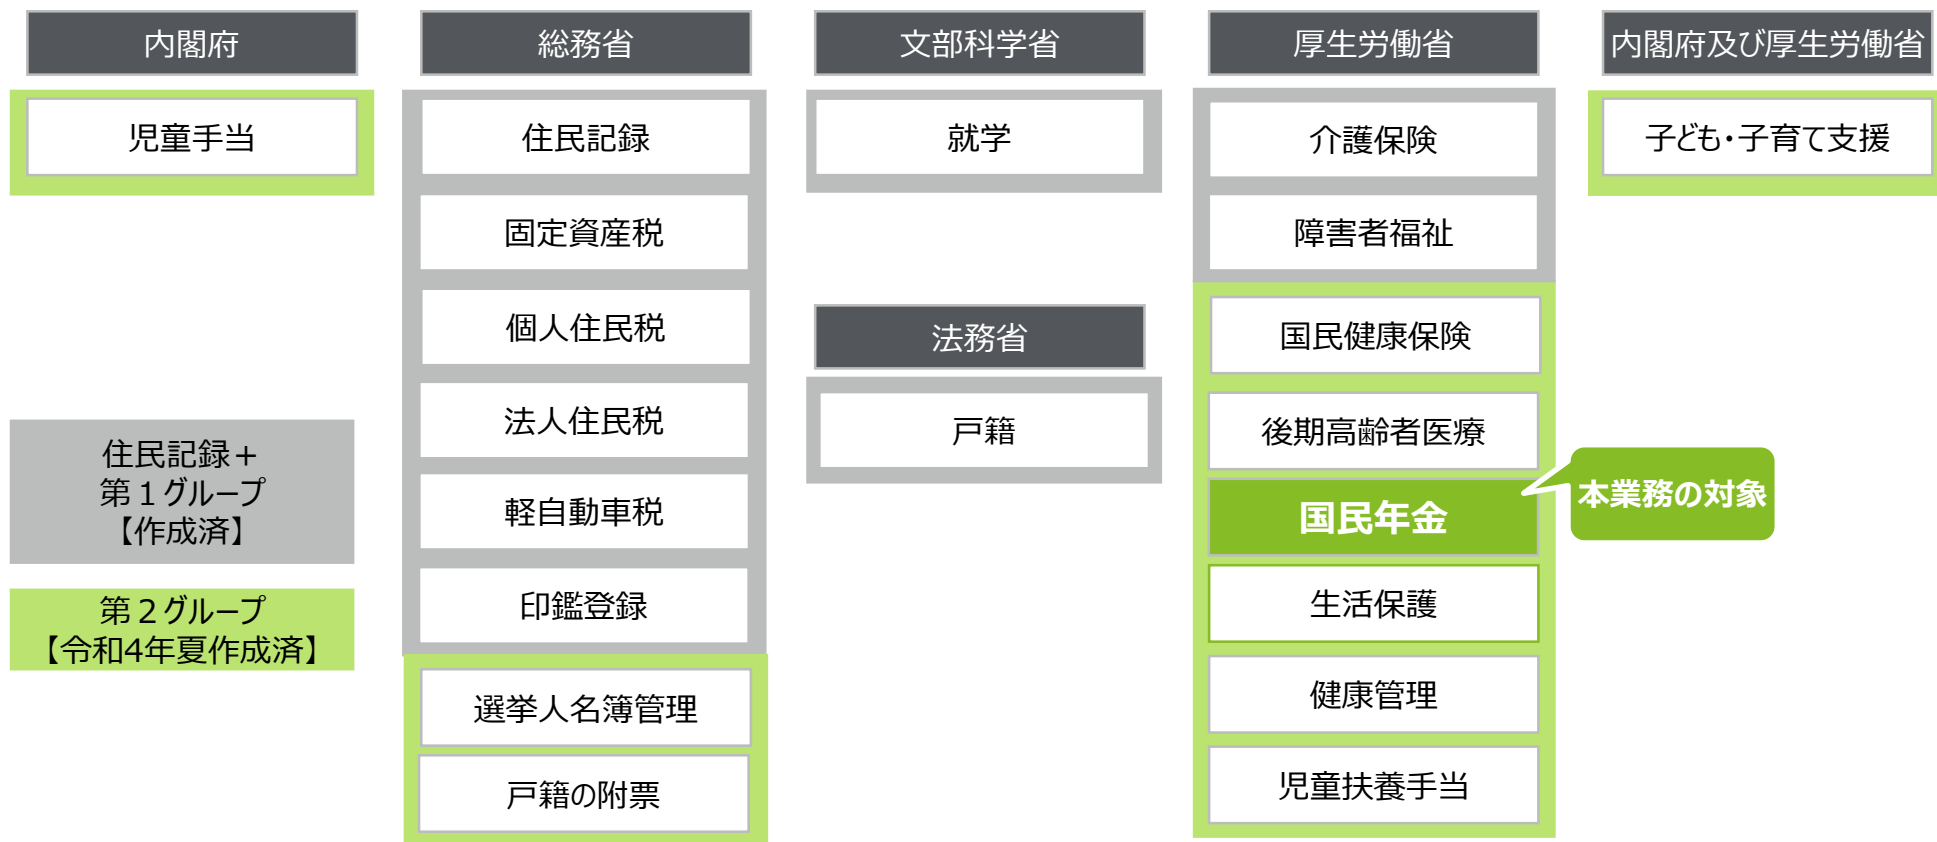 内閣府
児童手当
総務省
住民記録
固定資産税
個人住民税
法人住民税
軽自動車税
印鑑登録
選挙人名簿管理
戸籍の附票
文部科学省
就学
法務省
戸籍
厚生労働省
介護保険
障害者福祉
国民健康保険
後期高齢者医療
国民年金
生活保護
健康管理
児童扶養手当
本業務の対象
内閣府及び厚生労働省
子ども・子育て支援
住民記録＋
第１グループ
【作成済】
第２グループ
【令和4年夏作成済】